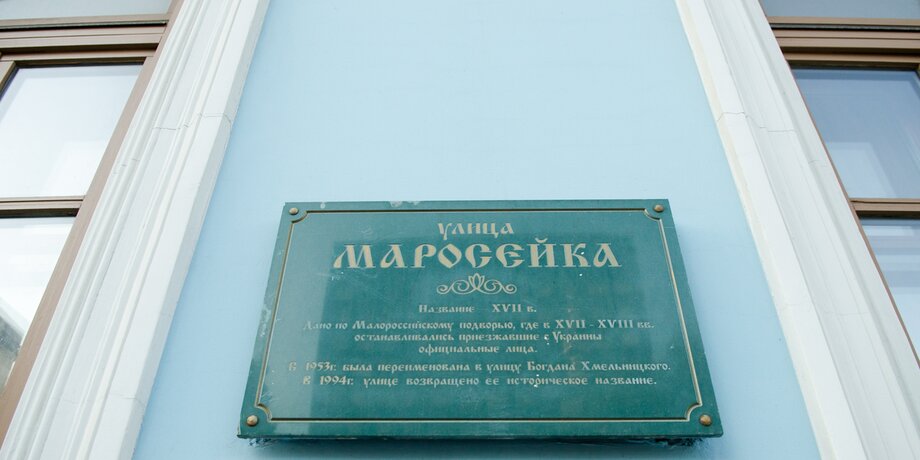 УЛИЦА
МАРОСЕЙКА
Название XVII в.
Дано по Малороссийскому подворью, где в XVII - XVIII вв.
останавливались приезжавшие с Украины
официальные лица.
В 1953г. была переименована в улицу Богдана Хмельницкого.
В 1994г. улице возвращено ее историческое название.